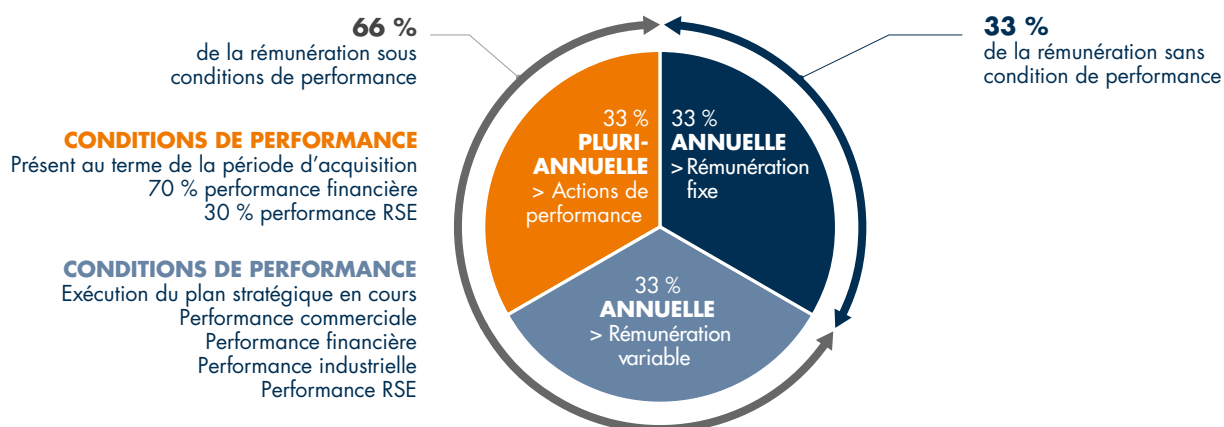 66 %
de la rémunération sous
conditions de performance
CONDITIONS DE PERFORMANCE
Présent au terme de la période d’acquisition
70 % performance financière
30 % performance RSE
CONDITIONS DE PERFORMANCE
Exécution du plan stratégique en cours
Performance commerciale
Performance financière
Performance industrielle
Performance RSE
33 %
PLURI-
ANNUELLE
> Actions de
performance
33 %
ANNUELLE
> Rémunération
fixe
33 %
ANNUELLE
> Rémunération
variable
33 %
de la rémunération sans
condition de performance